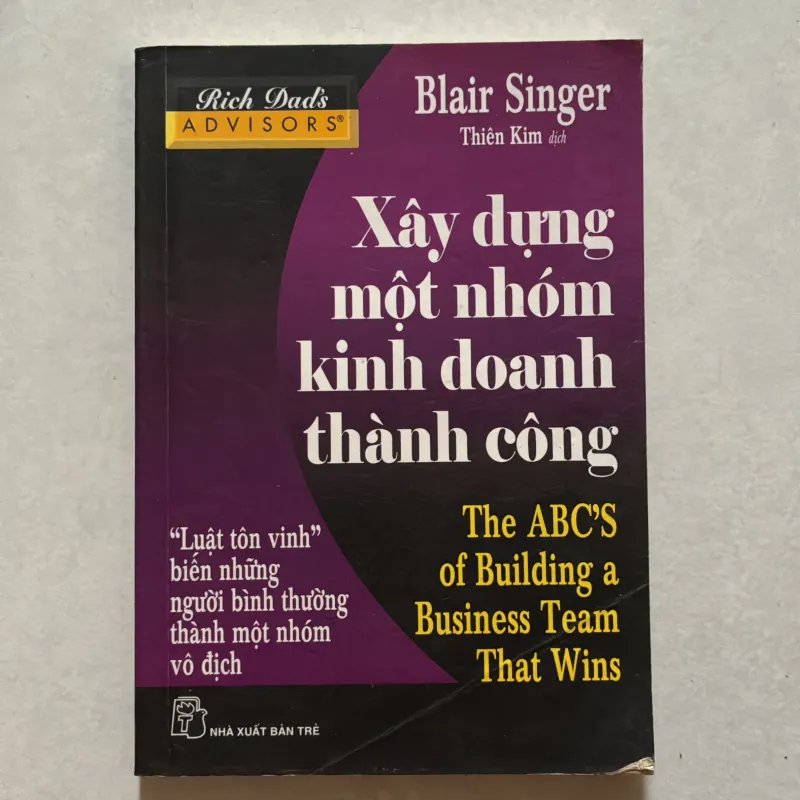 Rich Dad's
ADVISORS®
Blair Singer
Thiên Kim dịch
Xây dựng
một nhóm
kinh doanh
thành công
The ABC'S
of Building a
Business Team
That Wins
“Luật tôn vinh”
biến những
người bình thường
thành một nhóm
vô địch
T
NHÀ XUẤT BẢN TRẺ